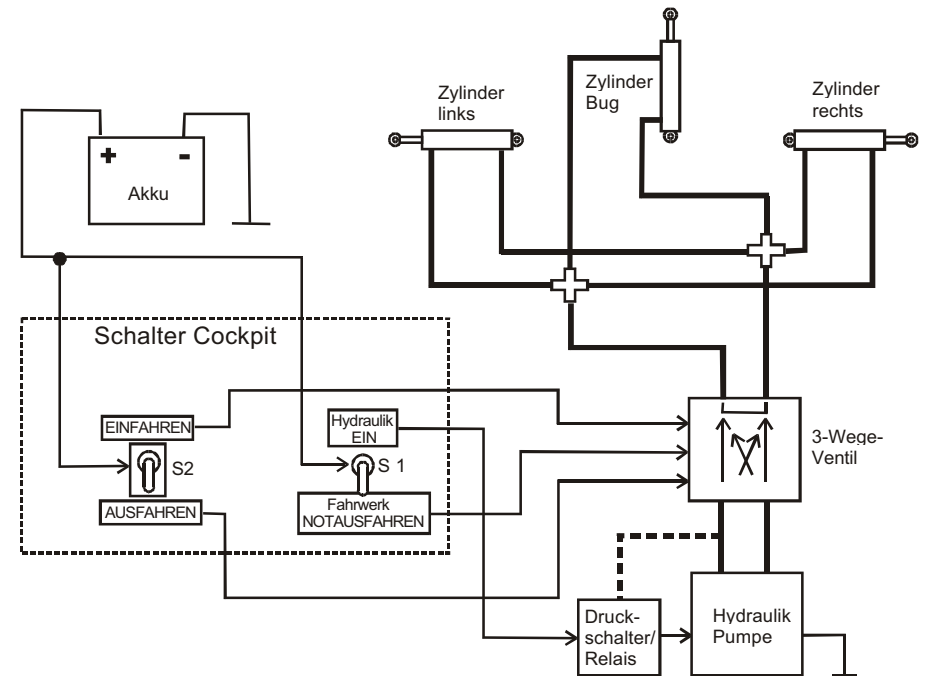 Zylinder
links
Zylinder
Bug
Zylinder
rechts
+ -
Akku
Schalter Cockpit
EINFAHREN
S2
AUSFAHREN
Hydraulik
EIN
S 1
Fahrwerk
NOTAUSFAHREN
3-Wege-
Ventil
Druck-
schalter/
Relais
Hydraulik
Pumpe